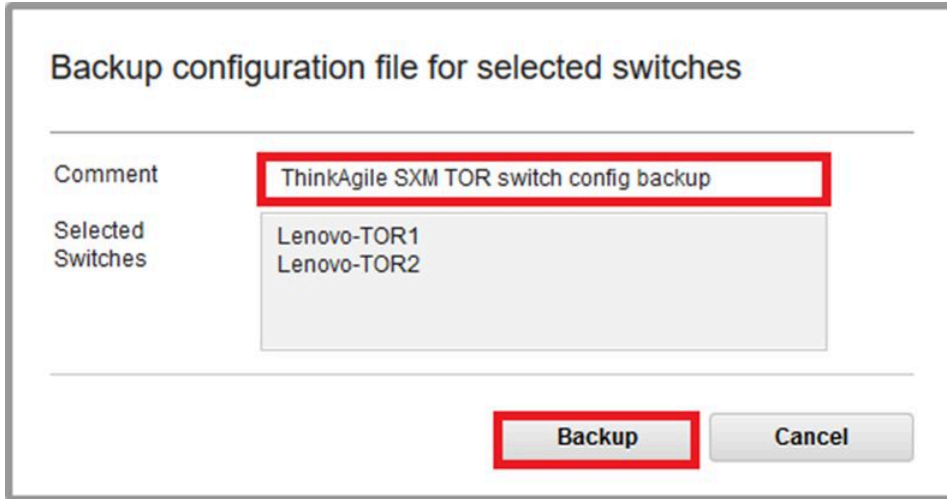 Backup configuration file for selected switches
Comment
ThinkAgile SXM TOR switch config backup
Selected
Switches
Lenovo-TOR1
Lenovo-TOR2
Backup
Cancel